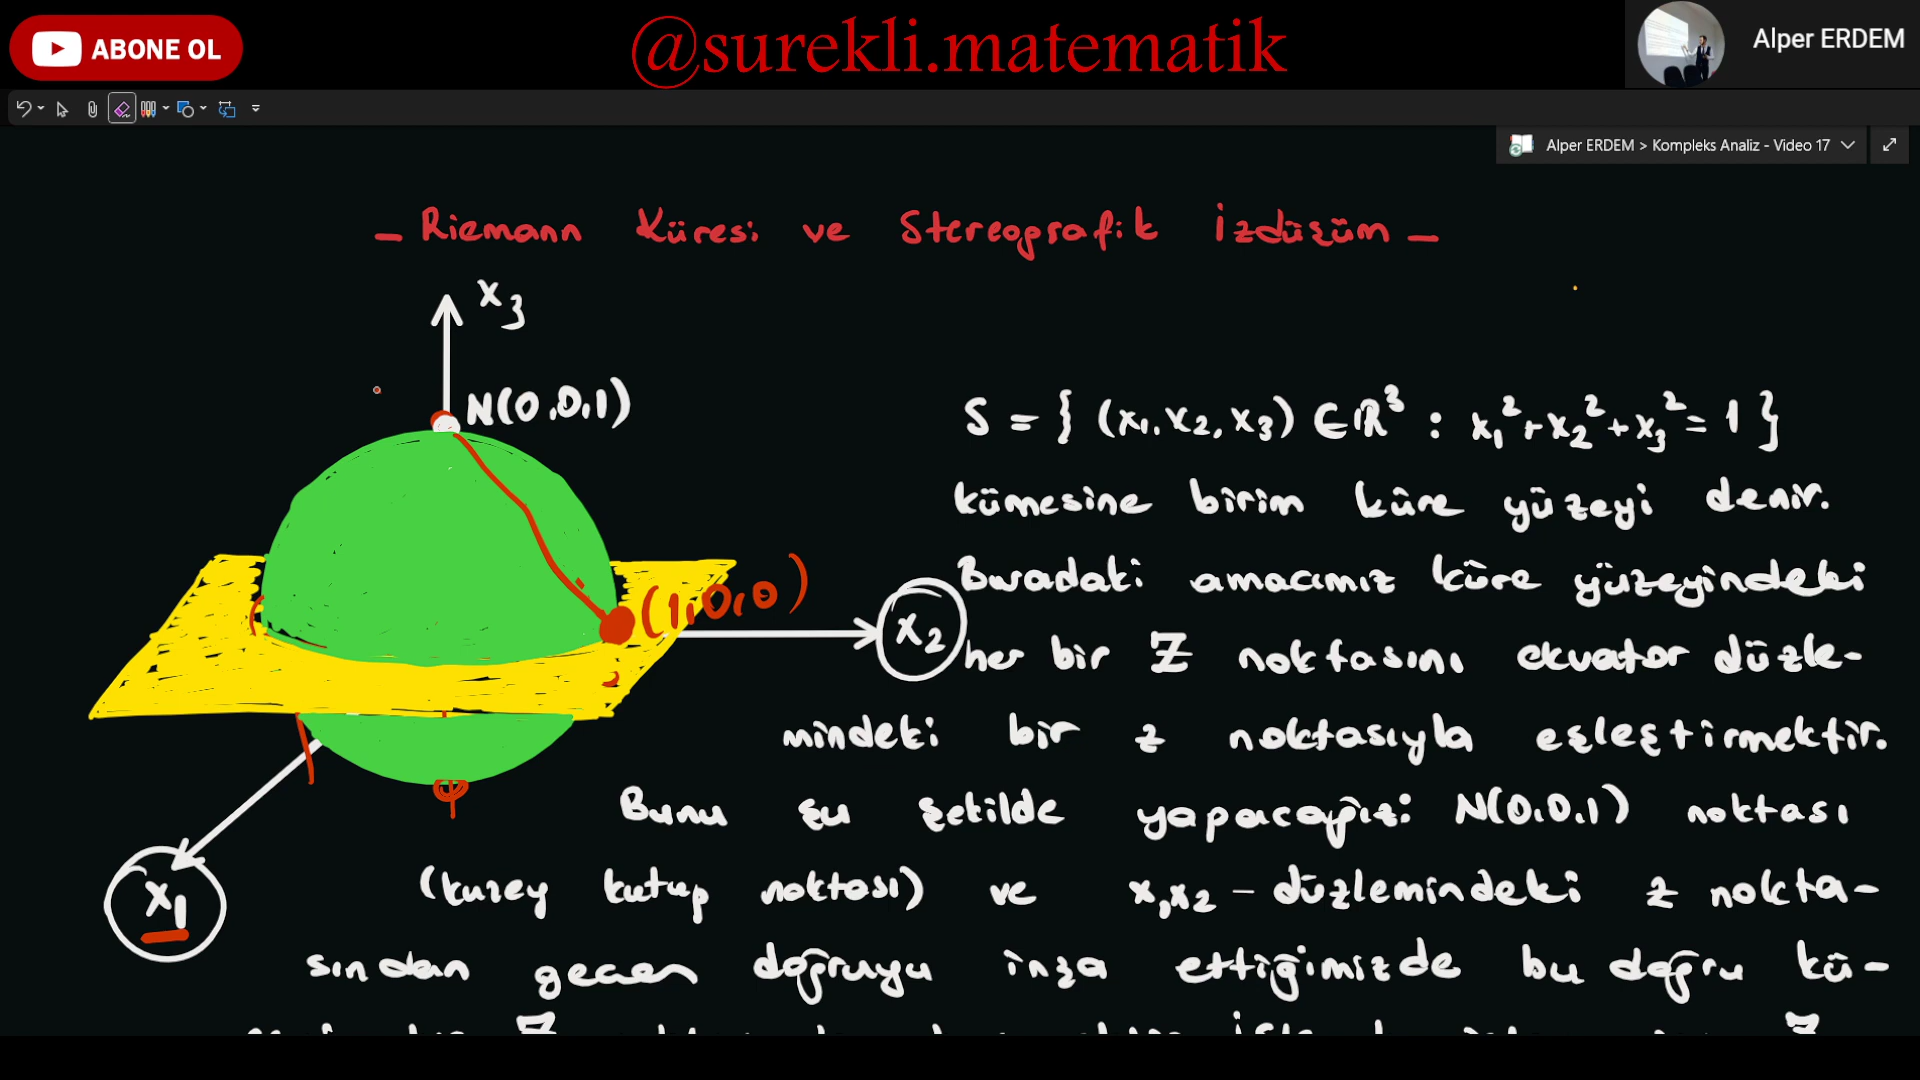 ABONE OL
@surekli.matematik
Alper ERDEM
Alper ERDEM > Kompleks Analiz - Video 17
- Riemann Küresi ve Stereografik İzdüşüm -
x₃
N(0,0,1)
S = { (x₁,x₂,x₃) ∈ ℝ³ : x₁²+x₂²+x₃²=1 }
kümesine birim küre yüzeyi denir.
(1,0,0)
Buradaki amacımız küre yüzeyindeki
x₂
her bir Z noktasını ekvator düzle-
mindeki bir z noktasıyla eşleştirmektir.
Bunu şu şekilde yapacağız: N(0,0,1) noktası
x₁
(kuzey kutup noktası) ve x₁x₂ - düzlemindeki z nokta-
sından geçen doğruyu inşa ettiğimizde bu doğru kü-